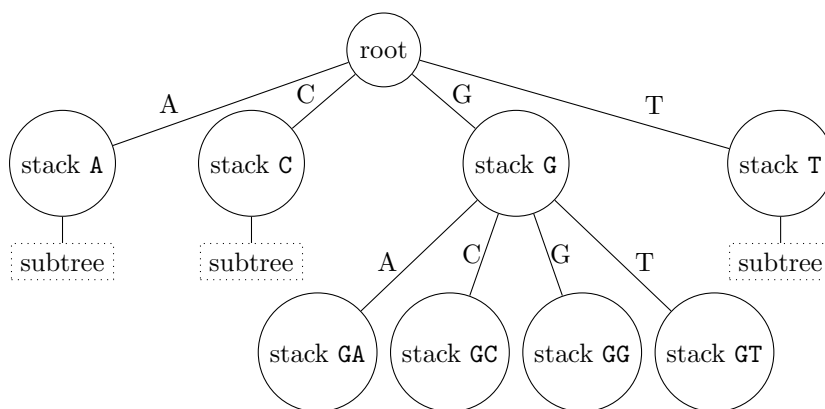 root
A
C
G
T
stack A
stack C
stack G
stack T
subtree
subtree
subtree
A
C
G
T
stack GA
stack GC
stack GG
stack GT